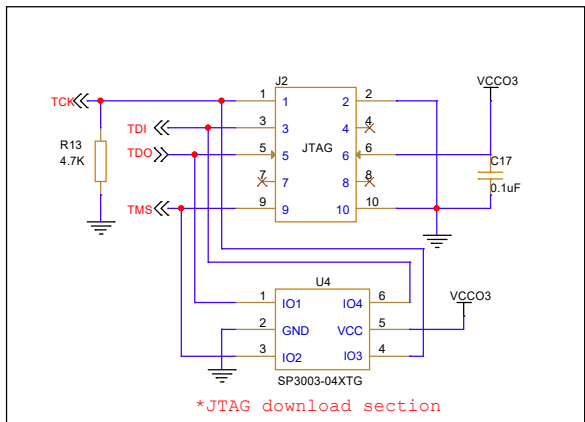 J2
VCCO3
TCK
1 1 2 2
TDI
3 3 4 4
R13
4.7K
JTAG
TDO
5 5 6 6
C17
0.1uF
7 7 8 8
TMS
9 9 10 10
U4
VCCO3
1 IO1 IO4 6
2 GND VCC 5
3 IO2 IO3 4
SP3003-04XTG
*JTAG download section